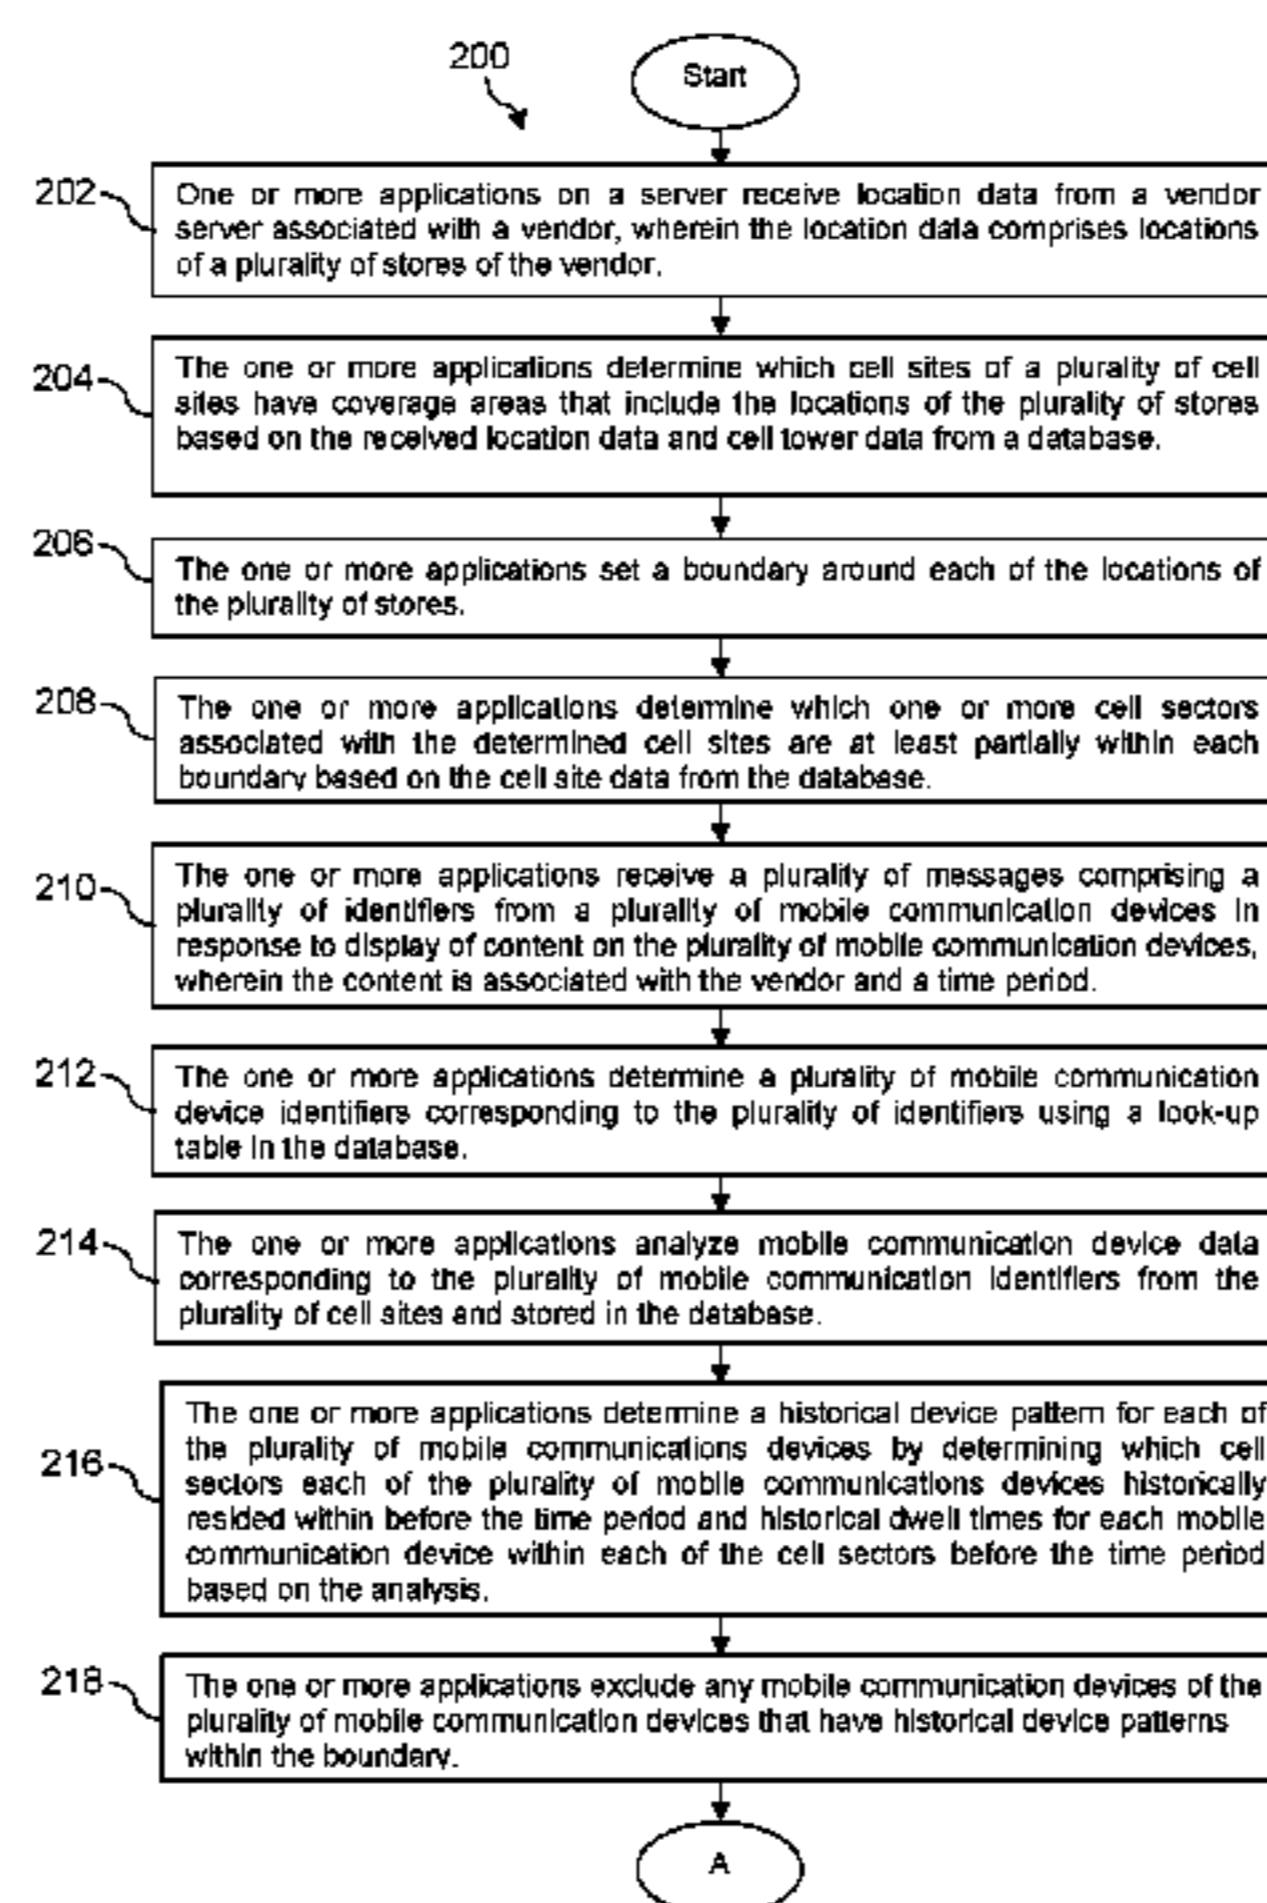 200
Start
202
One or more applications on a server receive location data from a vendor
server associated with a vendor, wherein the location data comprises locations
of a plurality of stores of the vendor.
204
The one or more applications determine which cell sites of a plurality of cell
sites have coverage areas that include the locations of the plurality of stores
based on the received location data and cell tower data from a database.
206
The one or more applications set a boundary around each of the locations of
the plurality of stores.
208
The one or more applications determine which one or more cell sectors
associated with the determined cell sites are at least partially within each
boundary based on the cell site data from the database.
210
The one or more applications receive a plurality of messages comprising a
plurality of identifiers from a plurality of mobile communication devices in
response to display of content on the plurality of mobile communication devices,
wherein the content is associated with the vendor and a time period.
212
The one or more applications determine a plurality of mobile communication
device identifiers corresponding to the plurality of identifiers using a look-up
table in the database.
214
The one or more applications analyze mobile communication device data
corresponding to the plurality of mobile communication identifiers from the
plurality of cell sites and stored in the database.
216
The one or more applications determine a historical device pattern for each of
the plurality of mobile communications devices by determining which cell
sectors each of the plurality of mobile communications devices historically
resided within before the time period and historical dwell times for each mobile
communication device within each of the cell sectors before the time period
based on the analysis.
218
The one or more applications exclude any mobile communication devices of the
plurality of mobile communication devices that have historical device patterns
within the boundary.
A